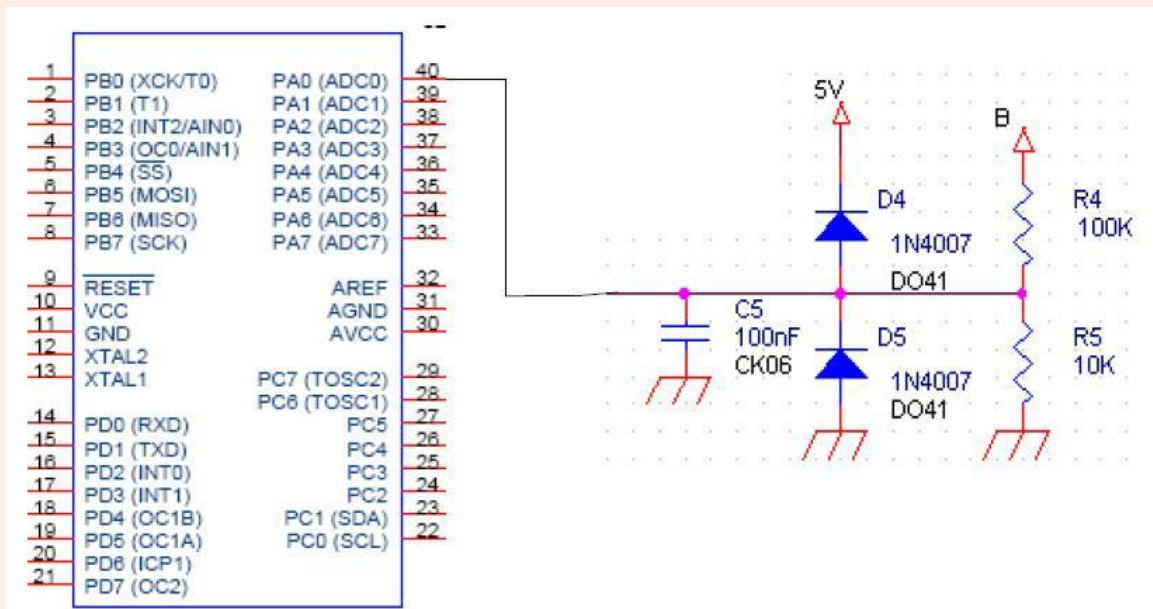 1 PB0 (XCK/T0) PA0 (ADC0) 40
2 PB1 (T1) PA1 (ADC1) 39
3 PB2 (INT2/AIN0) PA2 (ADC2) 38
4 PB3 (OC0/AIN1) PA3 (ADC3) 37
5 PB4 (SS) PA4 (ADC4) 36
6 PB5 (MOSI) PA5 (ADC5) 35
7 PB6 (MISO) PA6 (ADC6) 34
8 PB7 (SCK) PA7 (ADC7) 33
9 RESET AREF 32
10 VCC AGND 31
11 GND AVCC 30
12 XTAL2
13 XTAL1 PC7 (TOSC2) 29
PC6 (TOSC1) 28
14 PD0 (RXD) PC5 27
15 PD1 (TXD) PC4 26
16 PD2 (INT0) PC3 25
17 PD3 (INT1) PC2 24
18 PD4 (OC1B) PC1 (SDA) 23
19 PD5 (OC1A) PC0 (SCL) 22
20 PD6 (ICP1)
21 PD7 (OC2)
5V
B
D4
1N4007
DO41
R4
100K
C5
100nF
CK06
D5
1N4007
DO41
R5
10K